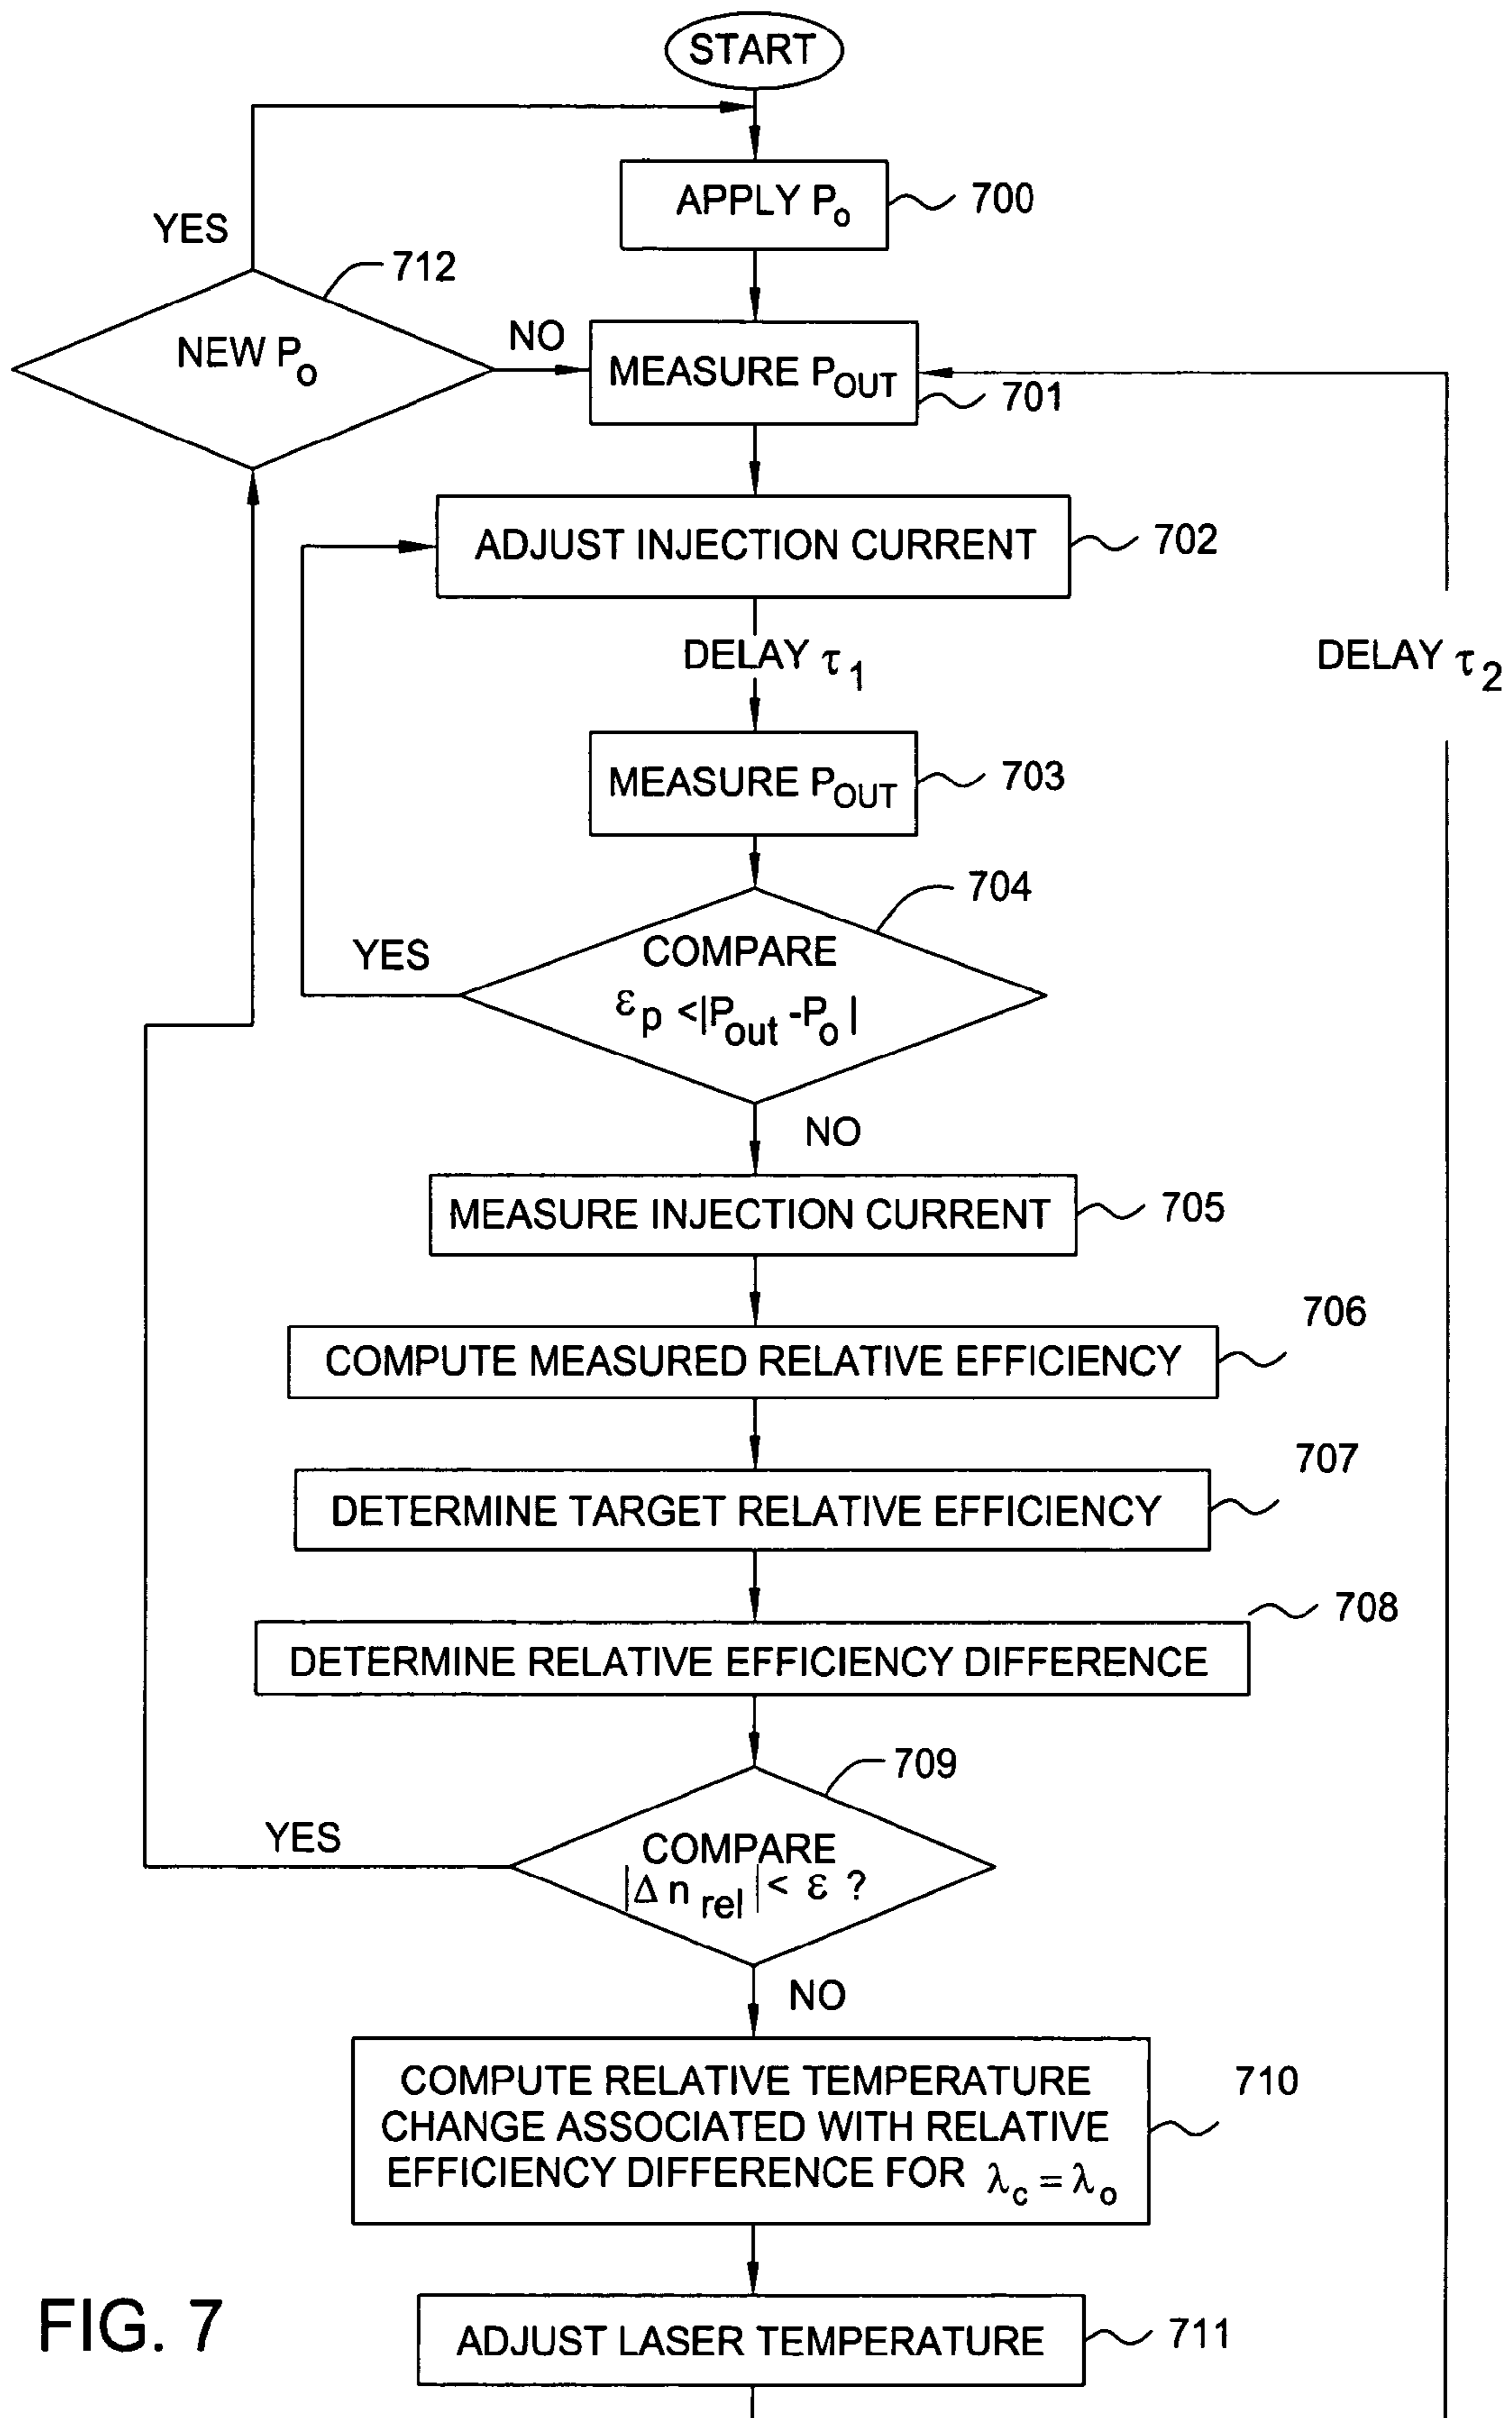 START
APPLY Po
700
YES
712
NEW Po
NO
MEASURE POUT
701
ADJUST INJECTION CURRENT
702
DELAY τ1
DELAY τ2
MEASURE POUT
703
704
YES
COMPARE
εp <|Pout -Po|
NO
MEASURE INJECTION CURRENT
705
706
COMPUTE MEASURED RELATIVE EFFICIENCY
707
DETERMINE TARGET RELATIVE EFFICIENCY
708
DETERMINE RELATIVE EFFICIENCY DIFFERENCE
709
YES
COMPARE
|Δ n rel| < ε ?
NO
COMPUTE RELATIVE TEMPERATURE
710
CHANGE ASSOCIATED WITH RELATIVE
EFFICIENCY DIFFERENCE FOR λc = λo
FIG. 7
ADJUST LASER TEMPERATURE
711